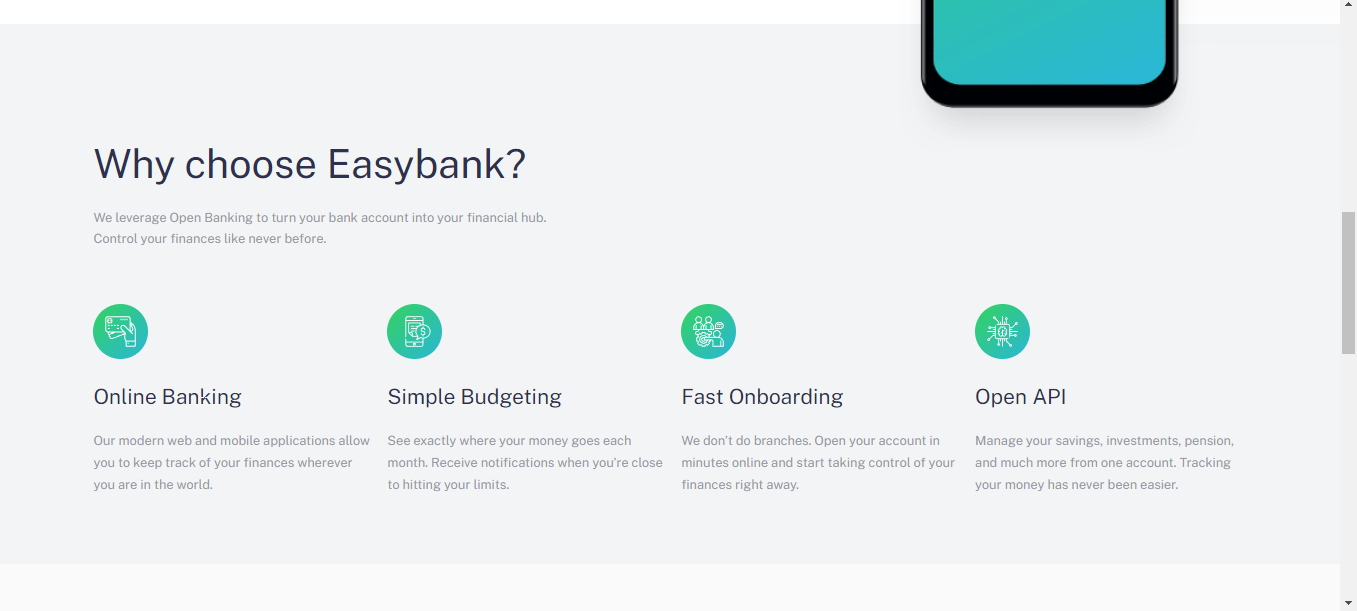 Why choose Easybank?
We leverage Open Banking to turn your bank account into your financial hub.
Control your finances like never before.
Online Banking
Our modern web and mobile applications allow
you to keep track of your finances wherever
you are in the world.
Simple Budgeting
See exactly where your money goes each
month. Receive notifications when you're close
to hitting your limits.
Fast Onboarding
We don't do branches. Open your account in
minutes online and start taking control of your
finances right away.
Open API
Manage your savings, investments, pension,
and much more from one account. Tracking
your money has never been easier.